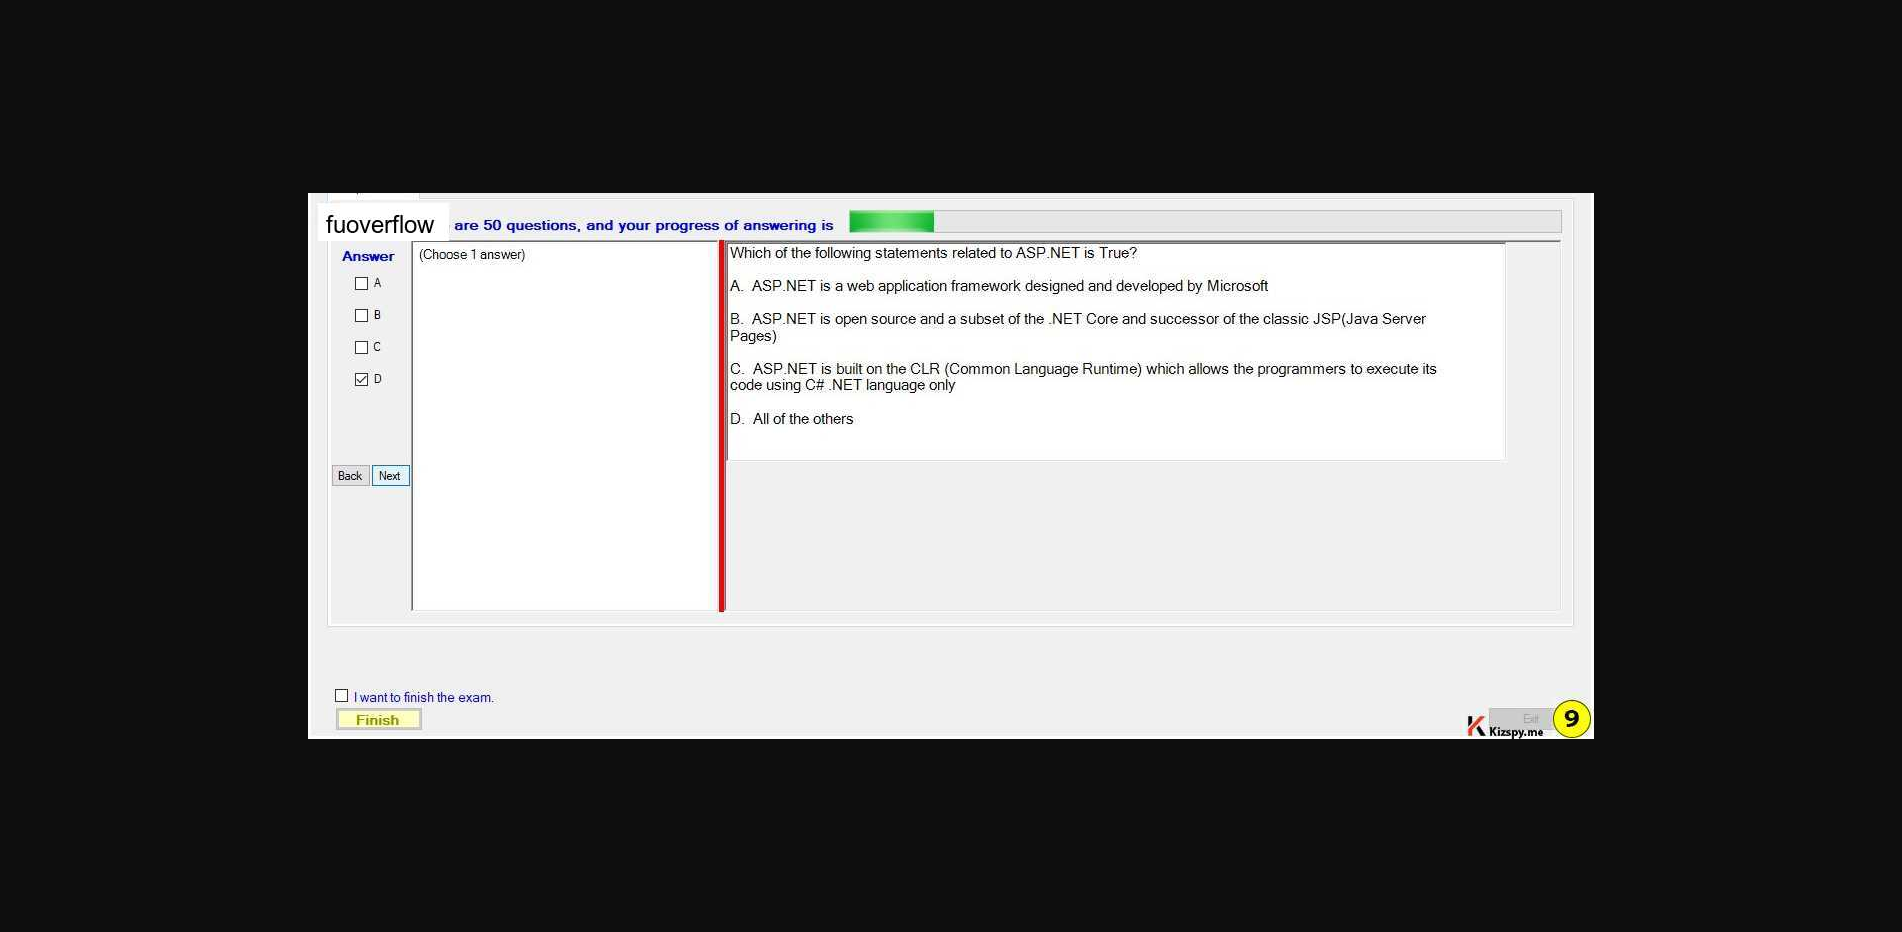 fuoverflow are 50 questions, and your progress of answering is
Answer
(Choose 1 answer)
A
B
C
D
Back Next
Which of the following statements related to ASP.NET is True?
A. ASP.NET is a web application framework designed and developed by Microsoft
B. ASP.NET is open source and a subset of the .NET Core and successor of the classic JSP(Java Server
Pages)
C. ASP.NET is built on the CLR (Common Language Runtime) which allows the programmers to execute its
code using C# .NET language only
D. All of the others
I want to finish the exam.
Finish
Exit
Kizspy.me
9